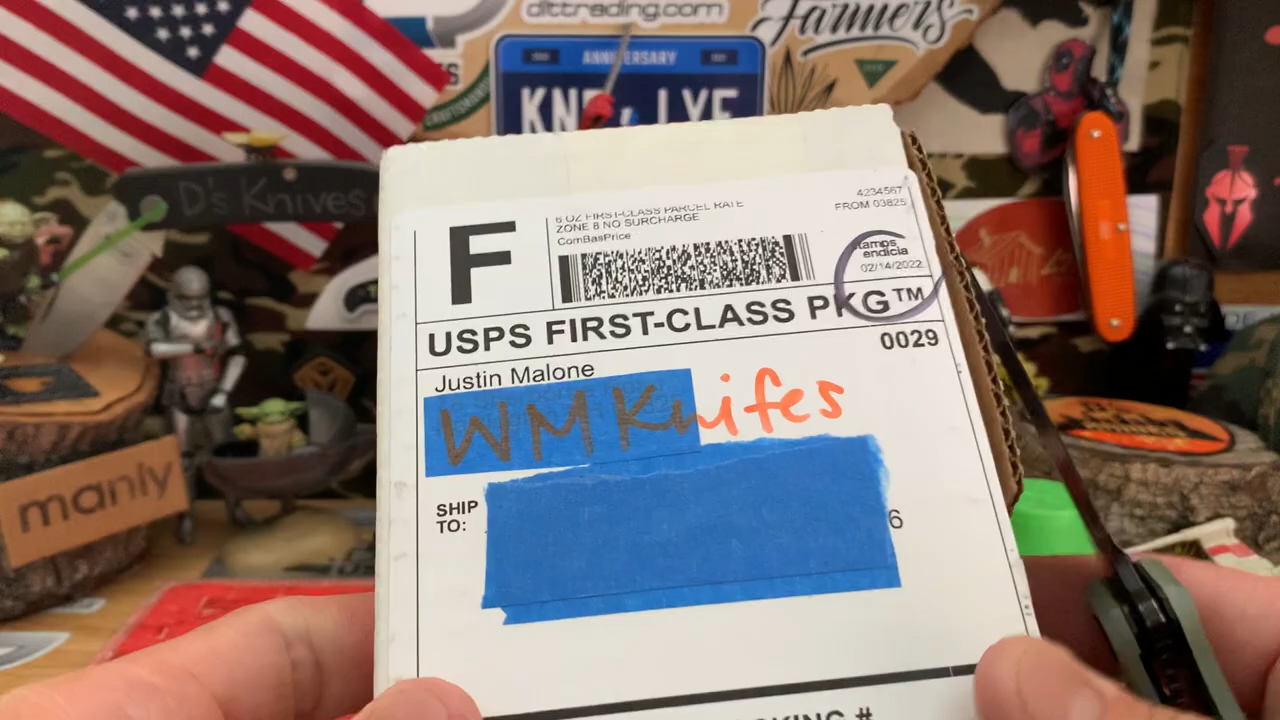 dlttrading.com
Farmers
ANNIVERSARY
D's Knives
manly
F
6 OZ FIRST-CLASS PARCEL RATE
ZONE 8 NO SURCHARGE
ComBasPrice
4234567
FROM 03825
stamps
endicia
02/14/2022
USPS FIRST-CLASS PKG™
0029
Justin Malone
WM Knifes
SHIP
TO:
6